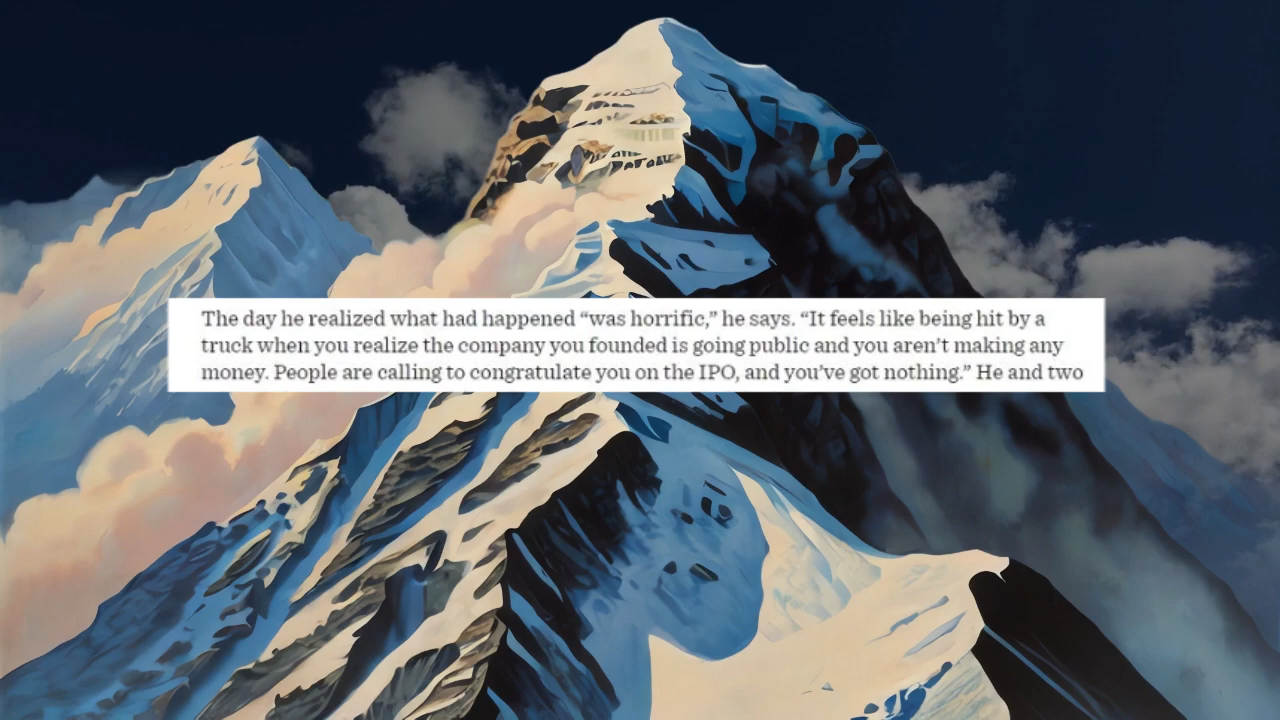 The day he realized what had happened “was horrific,” he says. “It feels like being hit by a
truck when you realize the company you founded is going public and you aren’t making any
money. People are calling to congratulate you on the IPO, and you’ve got nothing.” He and two